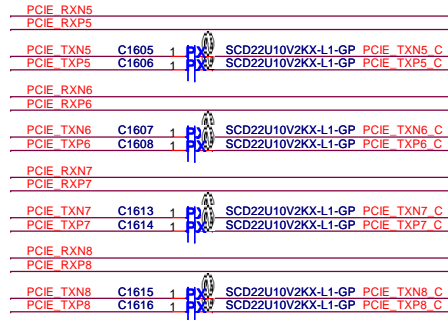 PCIE_RXN5
PCIE_RXP5
PCIE_TXN5 C1605 1 SCD22U10V2KX-L1-GP PCIE_TXN5_C
PCIE_TXP5 C1606 1 SCD22U10V2KX-L1-GP PCIE_TXP5_C
PCIE_RXN6
PCIE_RXP6
PCIE_TXN6 C1607 1 SCD22U10V2KX-L1-GP PCIE_TXN6_C
PCIE_TXP6 C1608 1 SCD22U10V2KX-L1-GP PCIE_TXP6_C
PCIE_RXN7
PCIE_RXP7
PCIE_TXN7 C1613 1 SCD22U10V2KX-L1-GP PCIE_TXN7_C
PCIE_TXP7 C1614 1 SCD22U10V2KX-L1-GP PCIE_TXP7_C
PCIE_RXN8
PCIE_RXP8
PCIE_TXN8 C1615 1 SCD22U10V2KX-L1-GP PCIE_TXN8_C
PCIE_TXP8 C1616 1 SCD22U10V2KX-L1-GP PCIE_TXP8_C